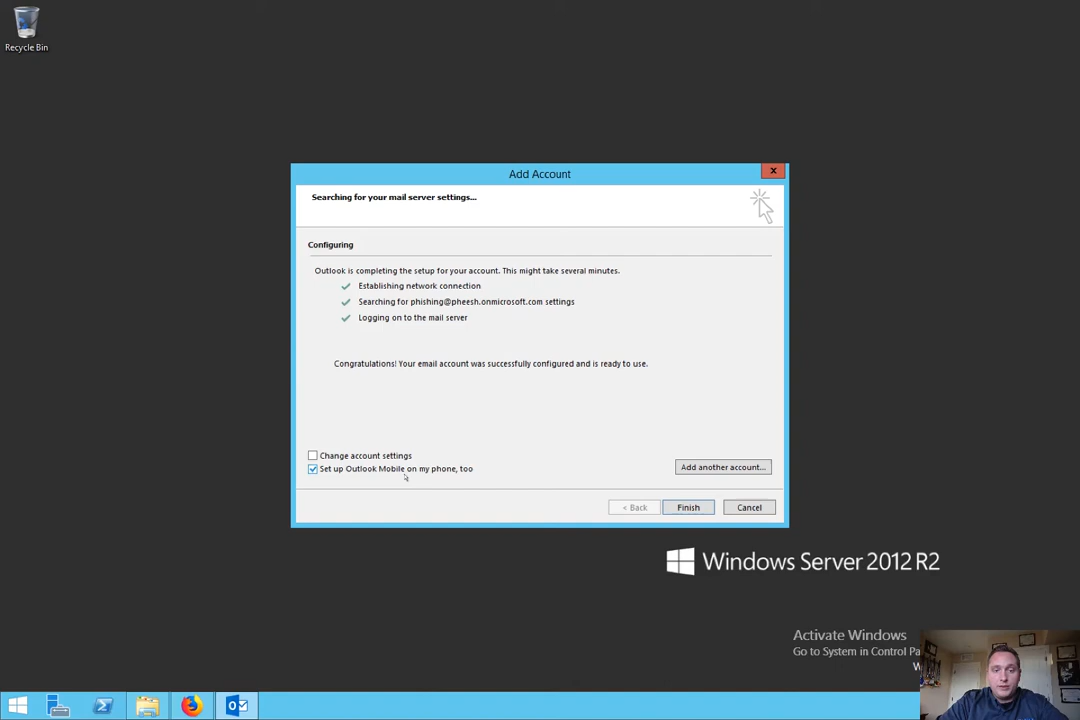 Recycle Bin
Add Account
x
Searching for your mail server settings...
Configuring
Outlook is completing the setup for your account. This might take several minutes.
Establishing network connection
Searching for phishing@pheesh.onmicrosoft.com settings
Logging on to the mail server
Congratulations! Your email account was successfully configured and is ready to use.
Change account settings
Set up Outlook Mobile on my phone, too
Add another account...
< Back
Finish
Cancel
Windows Server 2012 R2
Activate Windows
Go to System in Control Pa
W